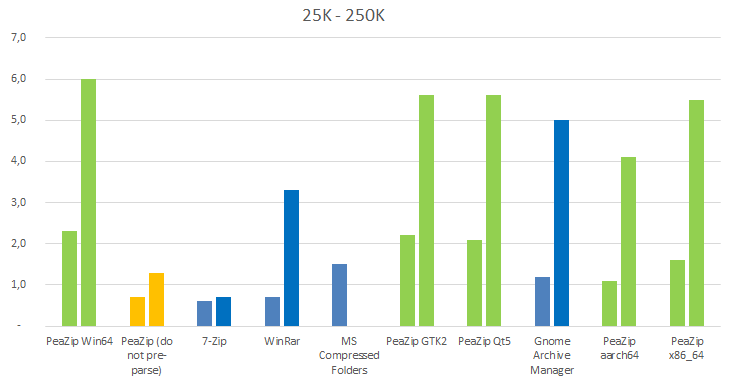 25K - 250K
7,0
6,0
5,0
4,0
3,0
2,0
1,0
-
PeaZip Win64
PeaZip (do
not pre-
parse)
7-Zip
WinRar
MS
Compressed
Folders
PeaZip GTK2
PeaZip Qt5
Gnome
Archive
Manager
PeaZip
aarch64
PeaZip
x86_64